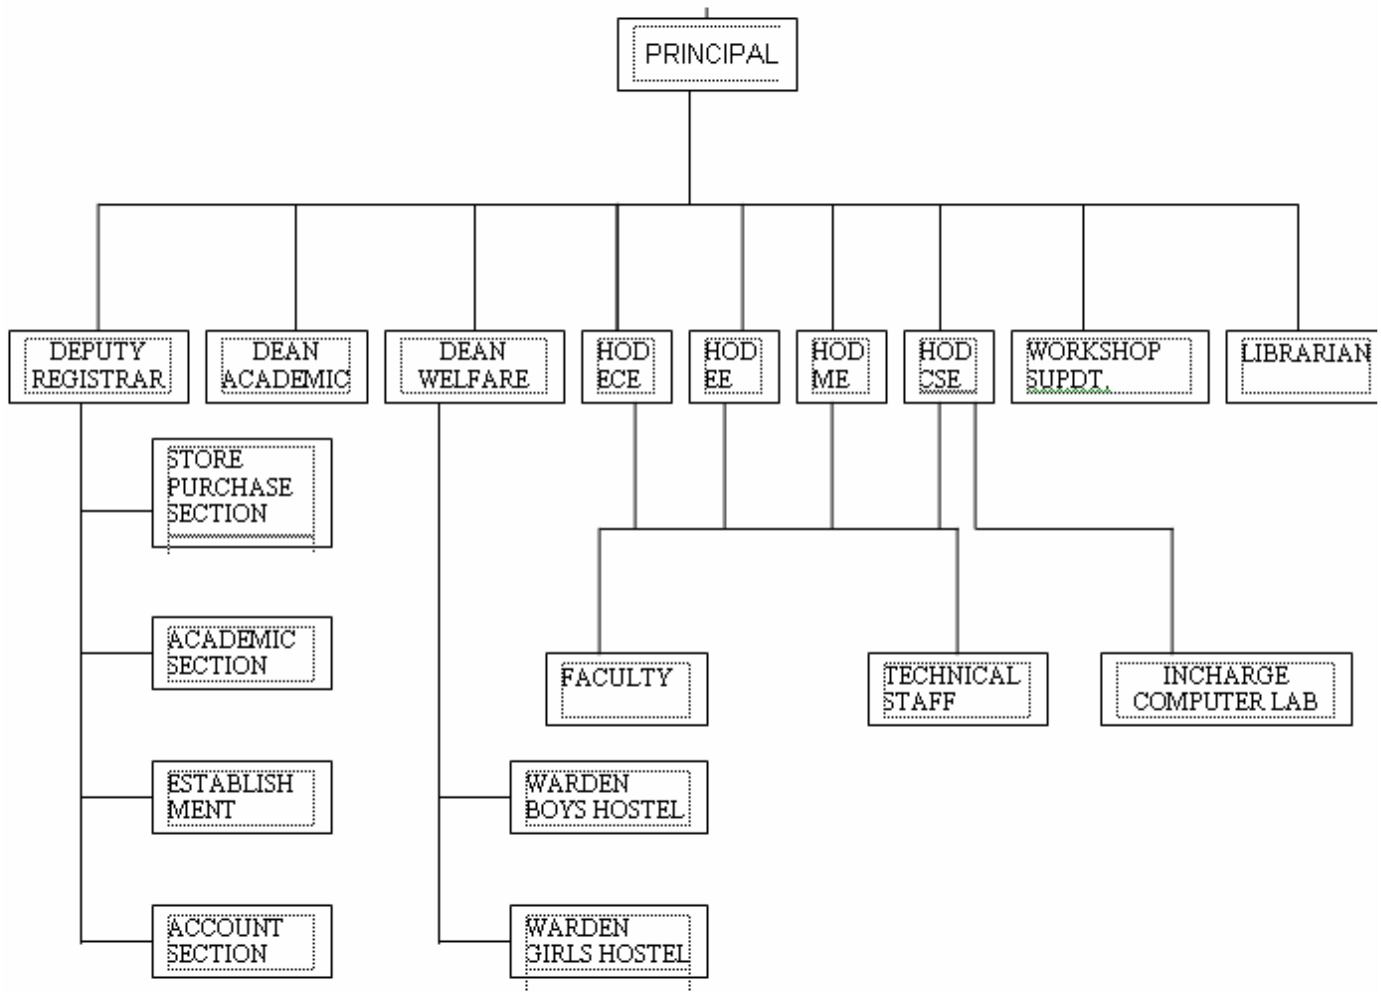 PRINCIPAL
DEPUTY
REGISTRAR
DEAN
ACADEMIC
DEAN
WELFARE
HOD
ECE
HOD
EE
HOD
ME
HOD
CSE
WORKSHOP
SUPDT.
LIBRARIAN
STORE
PURCHASE
SECTION
ACADEMIC
SECTION
FACULTY
TECHNICAL
STAFF
INCHARGE
COMPUTER LAB
ESTABLISH
MENT
WARDEN
BOYS HOSTEL
ACCOUNT
SECTION
WARDEN
GIRLS HOSTEL